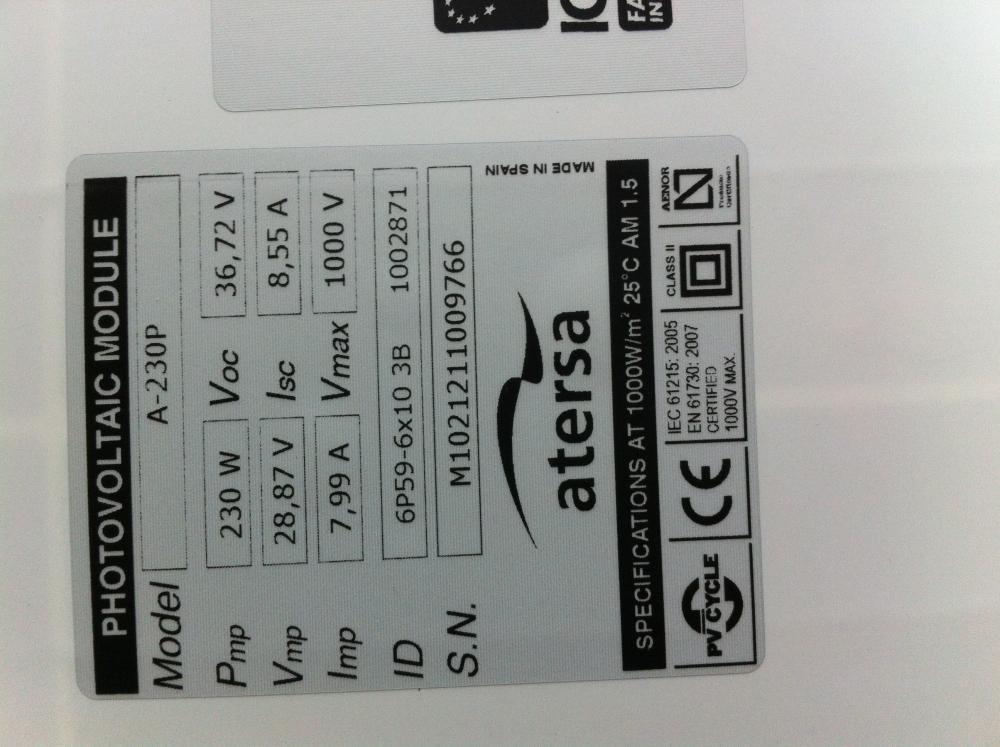 PHOTOVOLTAIC MODULE
Model A-230P
Pmp 230 W Voc 36,72 V
Vmp 28,87 V Isc 8,55 A
Imp 7,99 A Vmax 1000 V
ID 6P59-6x10 3B 10028871
S.N. M102121109766
MADE IN SPAIN
atersa
SPECIFICATIONS AT 1000W/m² 25°C AM 1.5
PV CYCLE
CE
IEC 61215: 2005
EN 61730: 2007
CERTIFIED
1000V MAX.
CLASS II
AENOR
Producto
Certificado